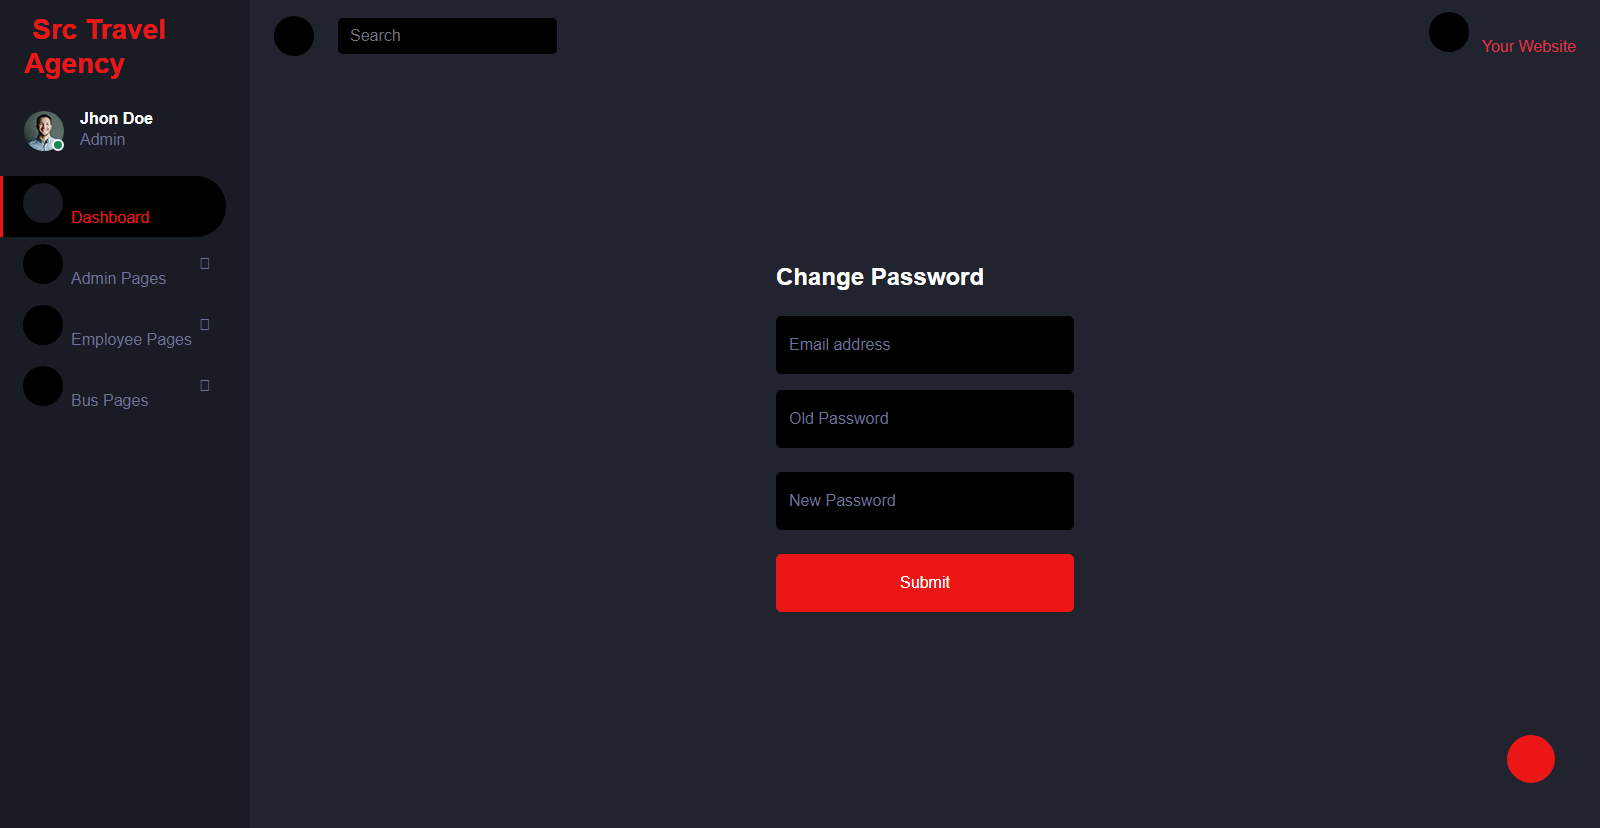 Src Travel
Agency
Jhon Doe
Admin
Dashboard
Admin Pages
Employee Pages
Bus Pages
Search
Your Website
Change Password
Email address
Old Password
New Password
Submit